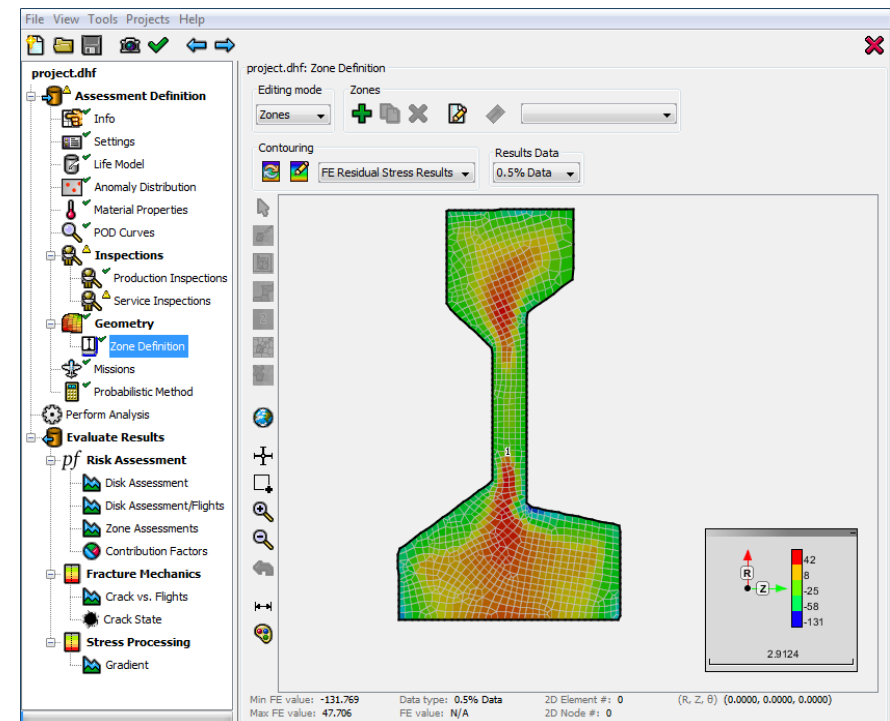 File View Tools Projects Help
project.dhf
Assessment Definition
Info
Settings
Life Model
Anomaly Distribution
Material Properties
POD Curves
Inspections
Production Inspections
Service Inspections
Geometry
Zone Definition
Missions
Probabilistic Method
Perform Analysis
Evaluate Results
pf Risk Assessment
Disk Assessment
Disk Assessment/Flights
Zone Assessments
Contribution Factors
Fracture Mechanics
Crack vs. Flights
Crack State
Stress Processing
Gradient
project.dhf: Zone Definition
Editing mode
Zones
Zones
Contouring
FE Residual Stress Results
Results Data
0.5% Data
1
R
Z
42
8
-25
-58
-131
2.9124
Min FE value: -131.769 Data type: 0.5% Data 2D Element #: 0 (R, Z, θ) (0.0000, 0.0000, 0.0000)
Max FE value: 47.706 FE value: N/A 2D Node #: 0